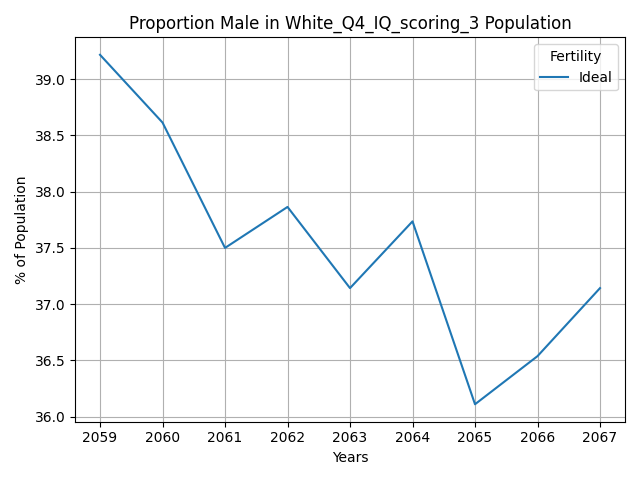 Proportion Male in White_Q4_IQ_scoring_3 Population
Fertility
Ideal
% of Population
39.0
38.5
38.0
37.5
37.0
36.5
36.0
2059 2060 2061 2062 2063 2064 2065 2066 2067
Years